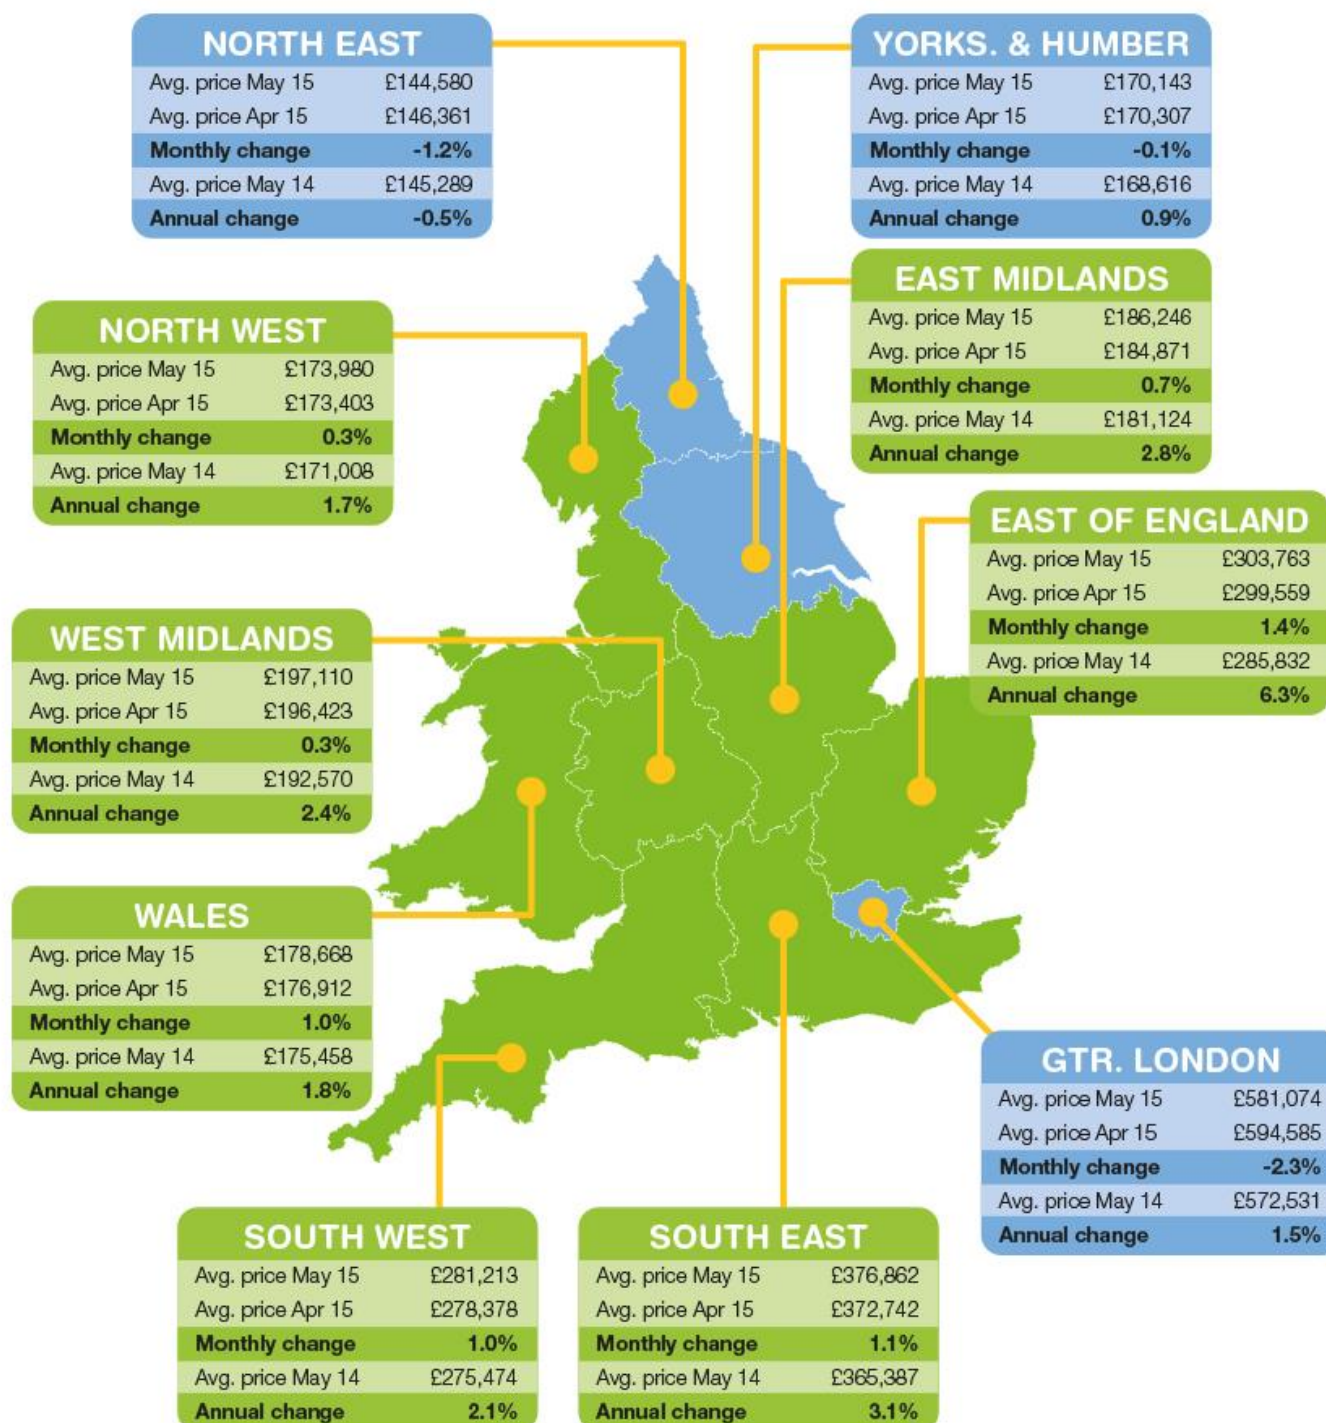 NORTH EAST
Avg. price May 15 £144,580
Avg. price Apr 15 £146,361
Monthly change -1.2%
Avg. price May 14 £145,289
Annual change -0.5%
YORKS. & HUMBER
Avg. price May 15 £170,143
Avg. price Apr 15 £170,307
Monthly change -0.1%
Avg. price May 14 £168,616
Annual change 0.9%
NORTH WEST
Avg. price May 15 £173,980
Avg. price Apr 15 £173,403
Monthly change 0.3%
Avg. price May 14 £171,008
Annual change 1.7%
EAST MIDLANDS
Avg. price May 15 £186,246
Avg. price Apr 15 £184,871
Monthly change 0.7%
Avg. price May 14 £181,124
Annual change 2.8%
EAST OF ENGLAND
Avg. price May 15 £303,763
Avg. price Apr 15 £299,559
Monthly change 1.4%
Avg. price May 14 £285,832
Annual change 6.3%
WEST MIDLANDS
Avg. price May 15 £197,110
Avg. price Apr 15 £196,423
Monthly change 0.3%
Avg. price May 14 £192,570
Annual change 2.4%
WALES
Avg. price May 15 £178,668
Avg. price Apr 15 £176,912
Monthly change 1.0%
Avg. price May 14 £175,458
Annual change 1.8%
GTR. LONDON
Avg. price May 15 £581,074
Avg. price Apr 15 £594,585
Monthly change -2.3%
Avg. price May 14 £572,531
Annual change 1.5%
SOUTH WEST
Avg. price May 15 £281,213
Avg. price Apr 15 £278,378
Monthly change 1.0%
Avg. price May 14 £275,474
Annual change 2.1%
SOUTH EAST
Avg. price May 15 £376,862
Avg. price Apr 15 £372,742
Monthly change 1.1%
Avg. price May 14 £365,387
Annual change 3.1%